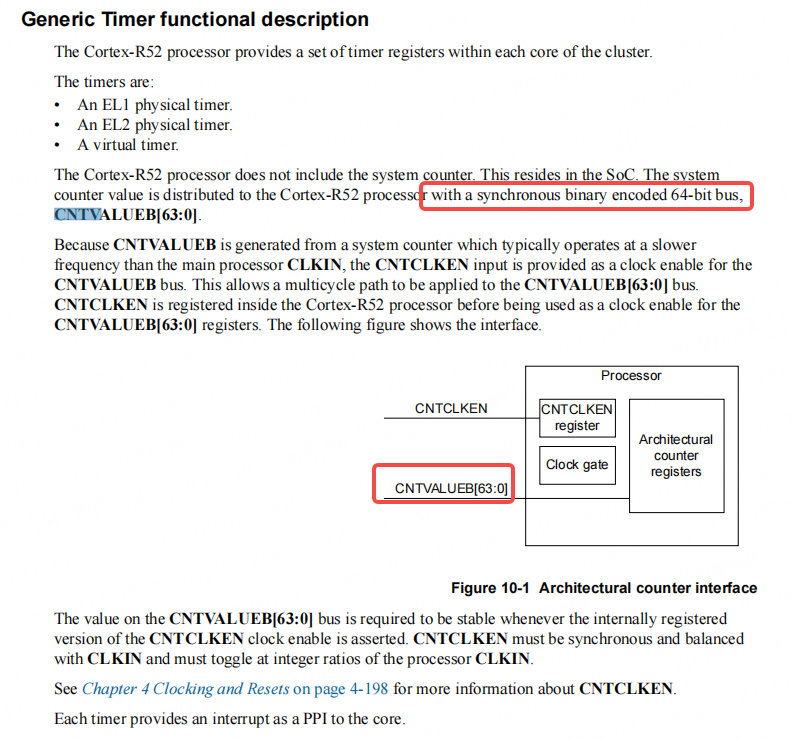 Generic Timer functional description
The Cortex-R52 processor provides a set of timer registers within each core of the cluster.
The timers are:
• An EL1 physical timer.
• An EL2 physical timer.
• A virtual timer.
The Cortex-R52 processor does not include the system counter. This resides in the SoC. The system
counter value is distributed to the Cortex-R52 processor with a synchronous binary encoded 64-bit bus,
CNTVALUEB[63:0].
Because CNTVALUEB is generated from a system counter which typically operates at a slower
frequency than the main processor CLKIN, the CNTCLKEN input is provided as a clock enable for the
CNTVALUEB bus. This allows a multicycle path to be applied to the CNTVALUEB[63:0] bus.
CNTCLKEN is registered inside the Cortex-R52 processor before being used as a clock enable for the
CNTVALUEB[63:0] registers. The following figure shows the interface.
Processor
CNTCLKEN
CNTCLKEN
register
Architectural
counter
registers
Clock gate
CNTVALUEB[63:0]
Figure 10-1 Architectural counter interface
The value on the CNTVALUEB[63:0] bus is required to be stable whenever the internally registered
version of the CNTCLKEN clock enable is asserted. CNTCLKEN must be synchronous and balanced
with CLKIN and must toggle at integer ratios of the processor CLKIN.
See Chapter 4 Clocking and Resets on page 4-198 for more information about CNTCLKEN.
Each timer provides an interrupt as a PPI to the core.